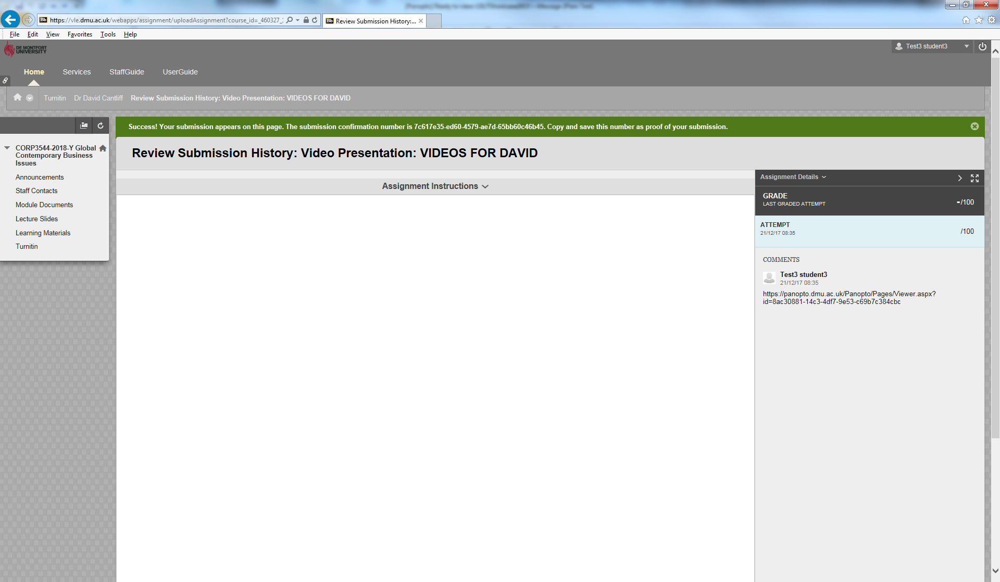 https://vle.dmu.ac.uk/webapps/assignment/uploadAssignment?course_id=_460327_
Bb Review Submission History:...
File Edit View Favorites Tools Help
DE MONTFORT
UNIVERSITY
Test3 student3
Home Services StaffGuide UserGuide
Turnitin Dr David Cantliff Review Submission History: Video Presentation: VIDEOS FOR DAVID
Success! Your submission appears on this page. The submission confirmation number is 7c617e35-ed60-4579-ae7d-65bb60c46b45. Copy and save this number as proof of your submission.
CORP3544-2018-Y Global
Contemporary Business
Issues
Announcements
Staff Contacts
Module Documents
Lecture Slides
Learning Materials
Turnitin
Review Submission History: Video Presentation: VIDEOS FOR DAVID
Assignment Instructions
Assignment Details
GRADE
LAST GRADED ATTEMPT
-/100
ATTEMPT
21/12/17 08:35
/100
COMMENTS
Test3 student3
21/12/17 08:35
https://panopto.dmu.ac.uk/Panopto/Pages/Viewer.aspx?
id=8ac30881-14c3-4df7-9e53-c69b7c384cbc